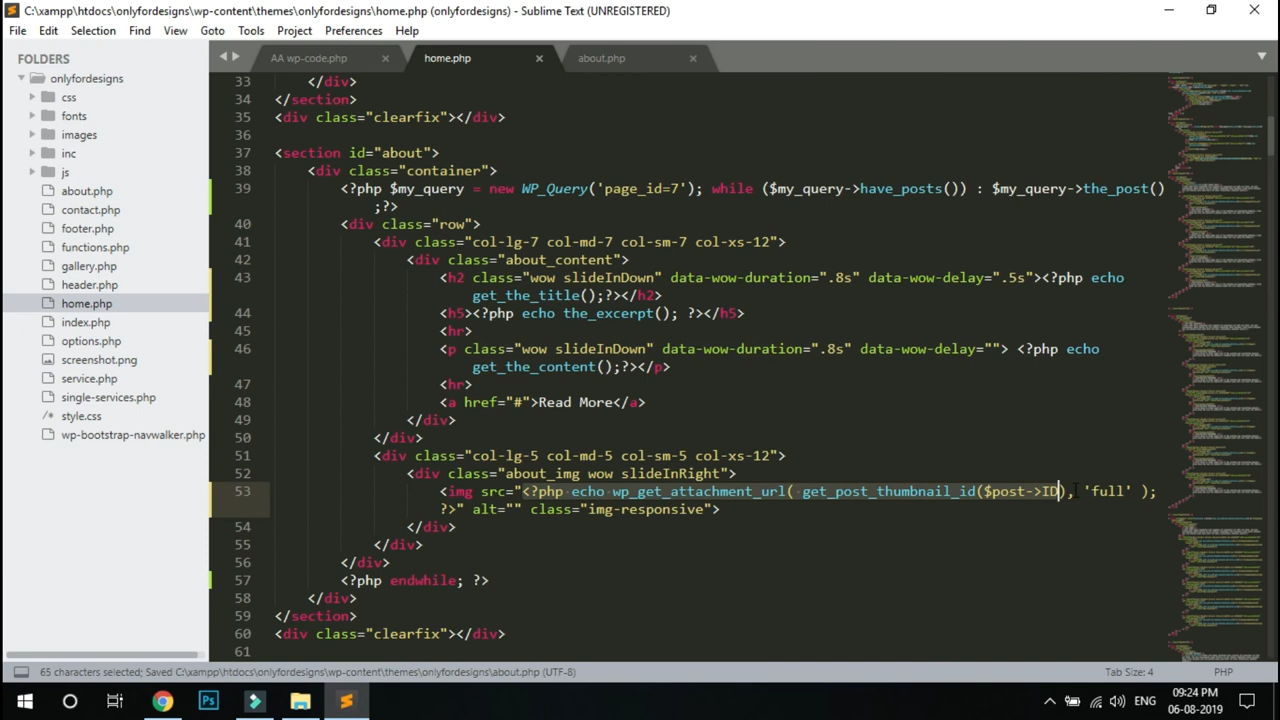 C:\xampp\htdocs\onlyfordesigns\wp-content\themes\onlyfordesigns\home.php (onlyfordesigns) - Sublime Text (UNREGISTERED)
File Edit Selection Find View Goto Tools Project Preferences Help
FOLDERS
onlyfordesigns
css
fonts
images
inc
js
about.php
contact.php
footer.php
functions.php
gallery.php
header.php
home.php
index.php
options.php
screenshot.png
service.php
single-services.php
style.css
wp-bootstrap-navwalker.php
AA wp-code.php home.php about.php
33 </div>
34 </section>
35 <div class="clearfix"></div>
36
37 <section id="about">
38 <div class="container">
39 <?php $my_query = new WP_Query('page_id=7'); while ($my_query->have_posts()) : $my_query->the_post()
;?>
40 <div class="row">
41 <div class="col-lg-7 col-md-7 col-sm-7 col-xs-12">
42 <div class="about_content">
43 <h2 class="wow slideInDown" data-wow-duration=".8s" data-wow-delay=".5s"><?php echo
get_the_title();?></h2>
44 <h5><?php echo the_excerpt(); ?></h5>
45 <hr>
46 <p class="wow slideInDown" data-wow-duration=".8s" data-wow-delay=""> <?php echo
get_the_content();?></p>
47 <hr>
48 <a href="#">Read More</a>
49 </div>
50 </div>
51 <div class="col-lg-5 col-md-5 col-sm-5 col-xs-12">
52 <div class="about_img wow slideInRight">
53 <img src="<?php echo wp_get_attachment_url( get_post_thumbnail_id($post->ID), 'full' );
?>" alt="" class="img-responsive">
54 </div>
55 </div>
56 </div>
57 <?php endwhile; ?>
58 </div>
59 </section>
60 <div class="clearfix"></div>
61
65 characters selected; Saved C:\xampp\htdocs\onlyfordesigns\wp-content\themes\onlyfordesigns\about.php (UTF-8) Tab Size: 4 PHP
Ps ENG 09:24 PM
06-08-2019